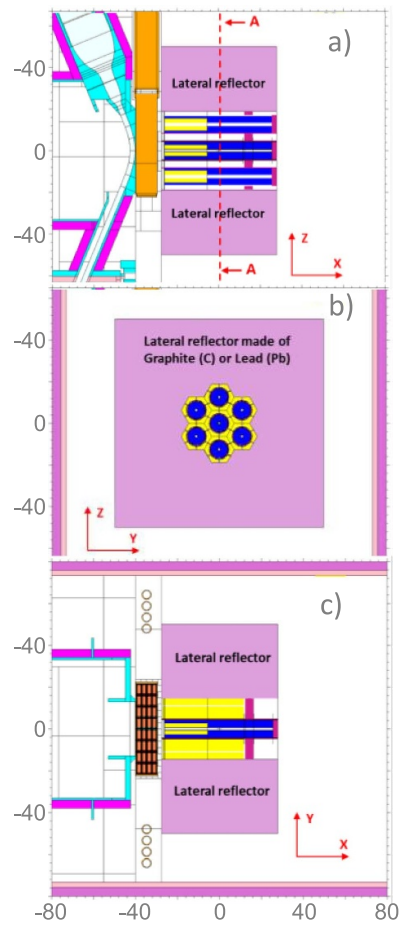 a)
A
-40
0
-40
Lateral reflector
Lateral reflector
A
Z
X
b)
-40
0
-40
Lateral reflector made of
Graphite (C) or Lead (Pb)
Z
Y
c)
-40
0
-40
Lateral reflector
Lateral reflector
Y
X
-80 -40 0 40 80